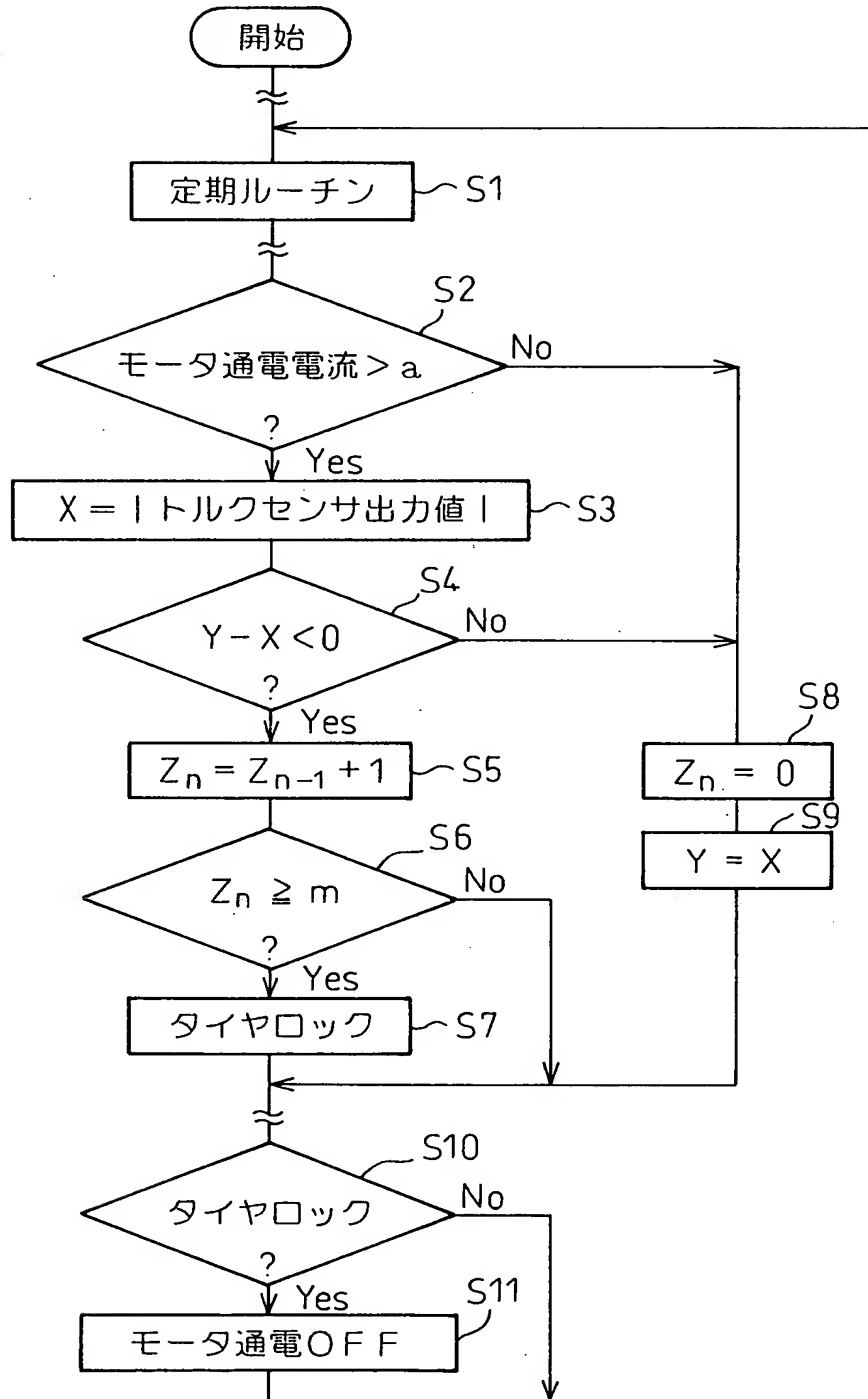 開始
定期ルーチン
S1
S2
モータ通電電流>a
?
No
Yes
X=|トルクセンサ出力値|
S3
S4
Y-X<0
?
No
Yes
Zn=Zn-1+1
S5
S6
Zn≧m
?
No
Yes
タイヤロック
S7
S8
Zn = 0
S9
Y = X
S10
タイヤロック
?
No
Yes
S11
モータ通電OFF